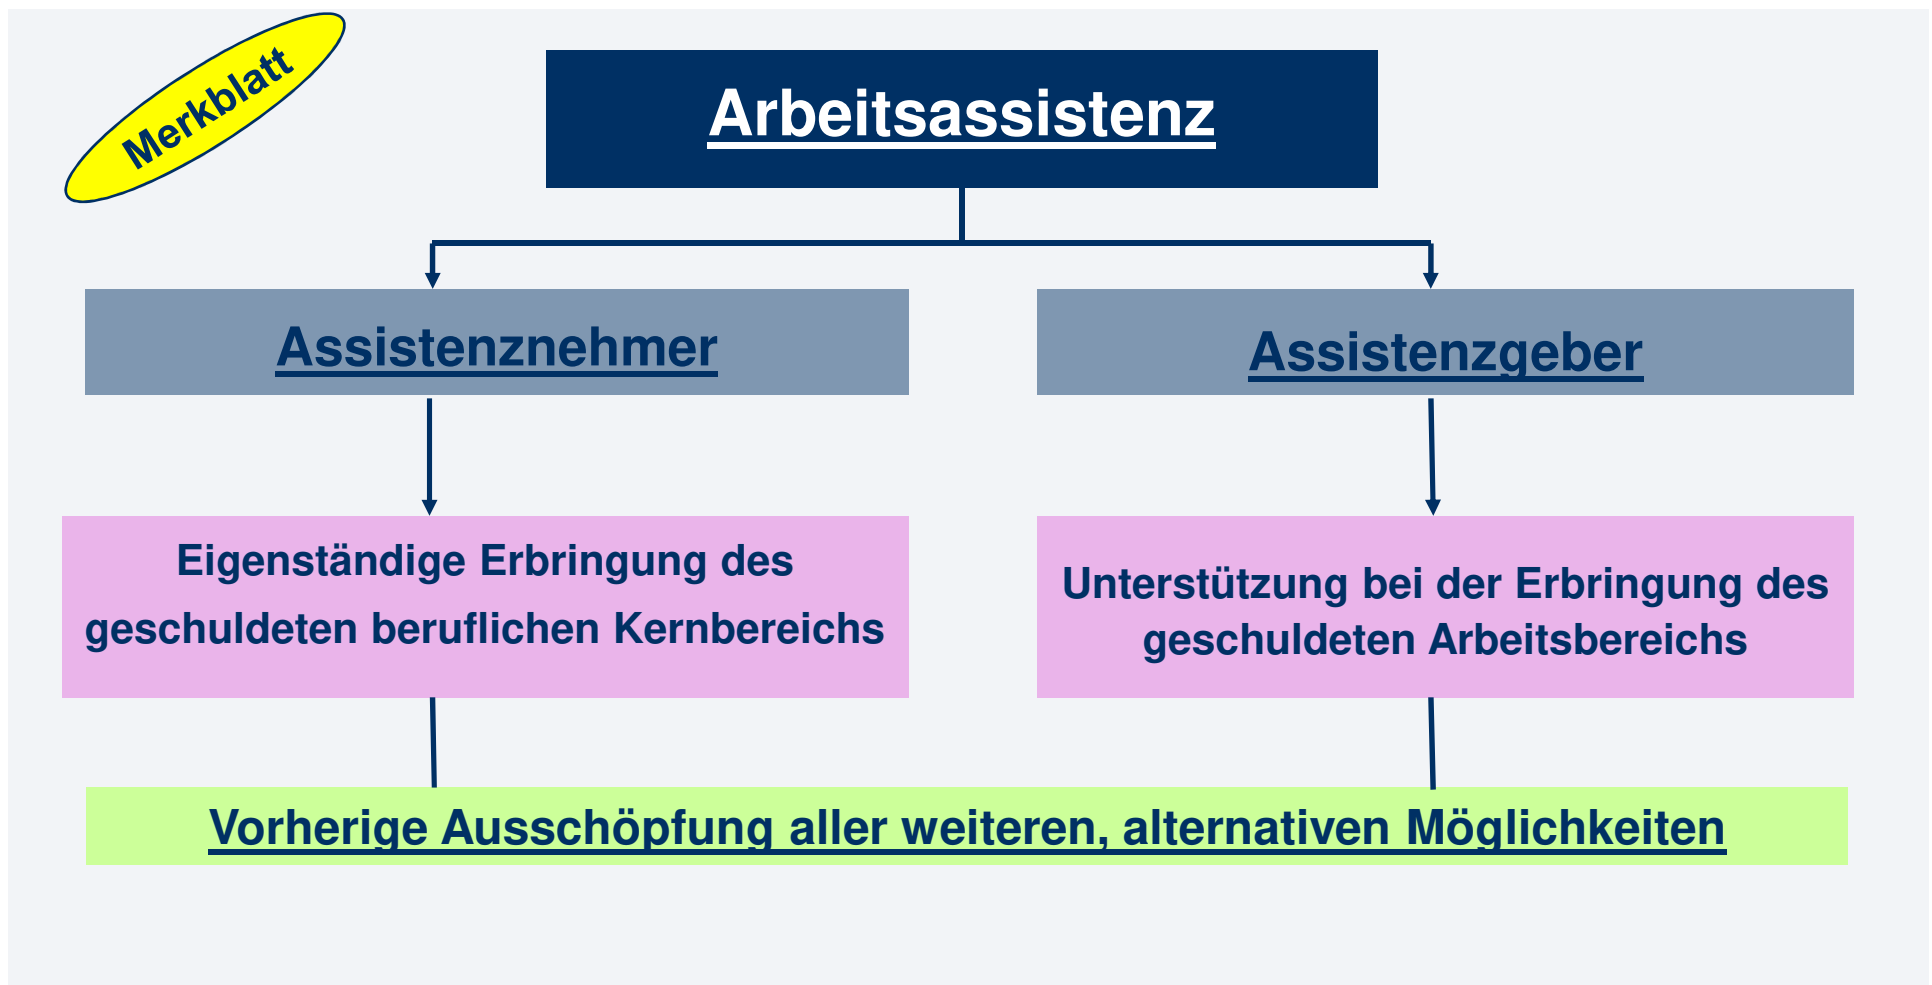 Merkblatt
Arbeitsassistenz
Assistenznehmer
Assistenzgeber
Eigenständige Erbringung des
geschuldeten beruflichen Kernbereichs
Unterstützung bei der Erbringung des
geschuldeten Arbeitsbereichs
Vorherige Ausschöpfung aller weiteren, alternativen Möglichkeiten